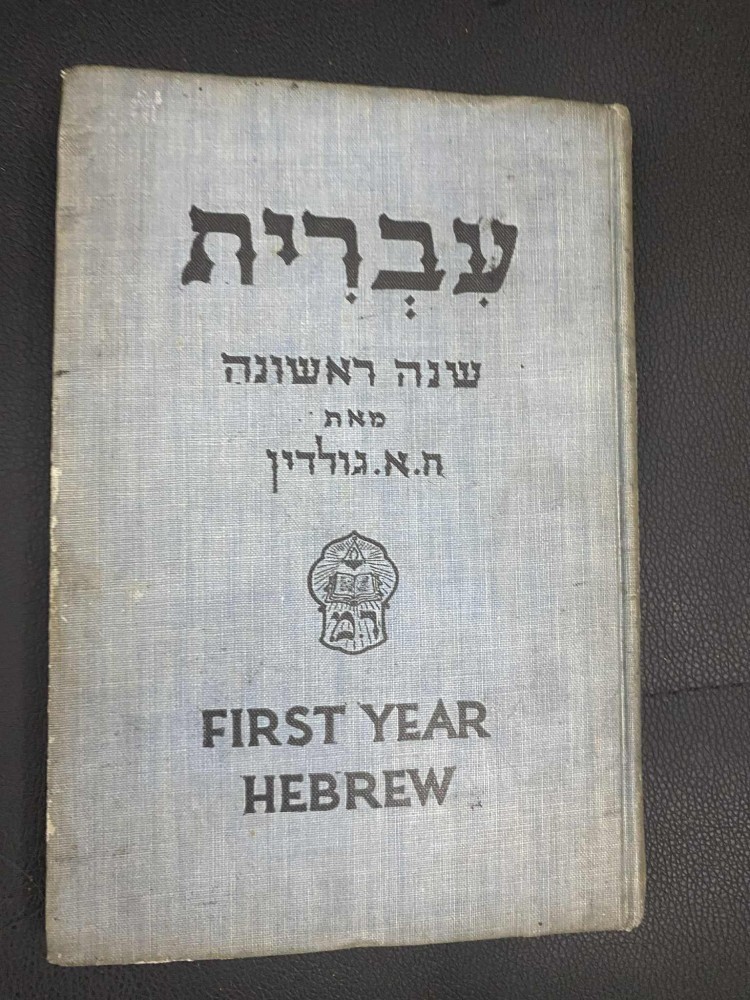 עִבְרִית
שנה ראשונה
מאת
ח.א.גולדין
ר.מ
FIRST YEAR
HEBREW